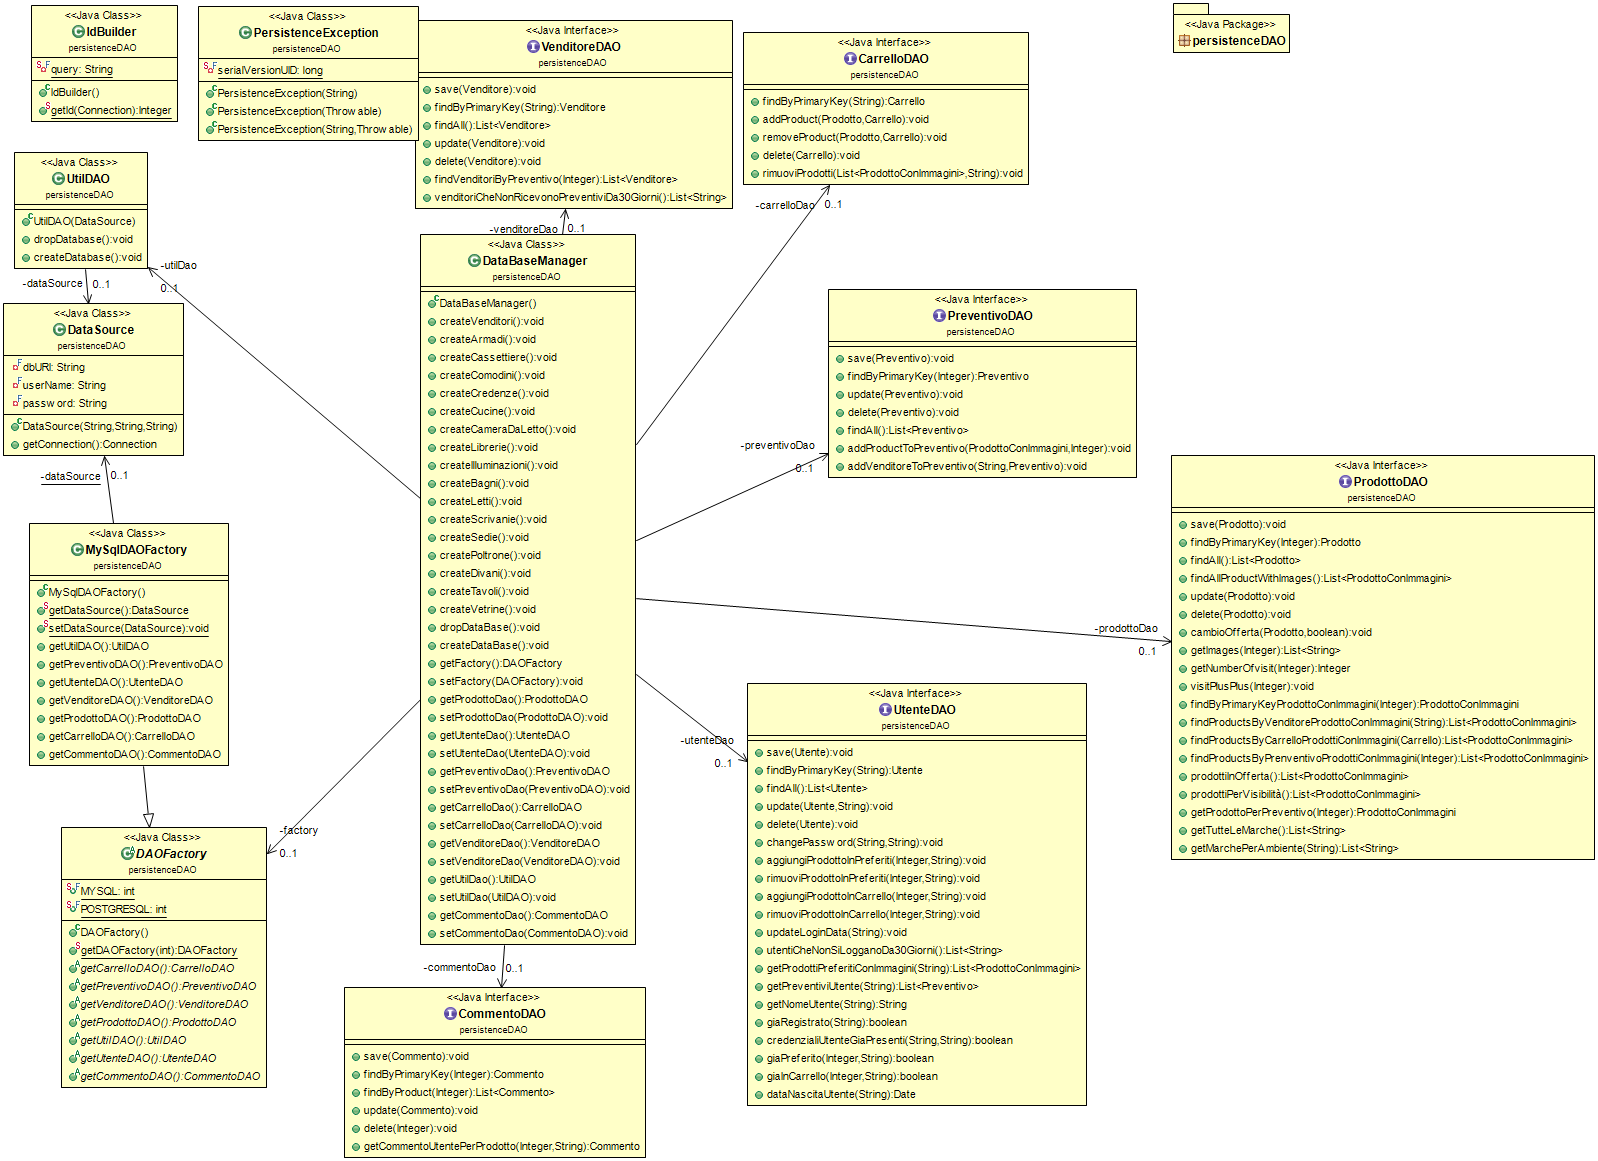 <<Java Class>>
IdBuilder
persistenceDAO
query: String
IdBuilder()
getId(Connection):Integer
<<Java Class>>
PersistenceException
persistenceDAO
serialVersionUID: long
PersistenceException(String)
PersistenceException(Throwable)
PersistenceException(String,Throwable)
<<Java Interface>>
VenditoreDAO
persistenceDAO
save(Venditore):void
findByPrimaryKey(String):Venditore
findAll():List<Venditore>
update(Venditore):void
delete(Venditore):void
findVenditoriByPreventivo(Integer):List<Venditore>
venditoriCheNonRicevonoPreventiviDa30Giorni():List<String>
<<Java Interface>>
CarrelloDAO
persistenceDAO
findByPrimaryKey(String):Carrello
addProduct(Prodotto,Carrello):void
removeProduct(Prodotto,Carrello):void
delete(Carrello):void
rimuoviProdotti(List<ProdottoConImmagini>,String):void
<<Java Package>>
persistenceDAO
<<Java Class>>
UtilDAO
persistenceDAO
UtilDAO(DataSource)
dropDatabase():void
createDatabase():void
-dataSource
0..1
-utilDao
0..1
-venditoreDao
0..1
-carrelloDao
0..1
<<Java Class>>
DataSource
persistenceDAO
dbURI: String
userName: String
password: String
DataSource(String,String,String)
getConnection():Connection
-dataSource
0..1
<<Java Class>>
DataBaseManager
persistenceDAO
DataBaseManager()
createVenditori():void
createArmadi():void
createCassettiere():void
createComodini():void
createCredenze():void
createCucine():void
createCameraDaLetto():void
createLibrerie():void
createIlluminazioni():void
createBagni():void
createLetti():void
createScrivanie():void
createSedie():void
createPoltrone():void
createDivani():void
createTavoli():void
createVetrine():void
dropDataBase():void
createDataBase():void
getFactory():DAOFactory
setFactory(DAOFactory):void
getProdottoDao():ProdottoDAO
setProdottoDao(ProdottoDAO):void
getUtenteDao():UtenteDAO
setUtenteDao(UtenteDAO):void
getPreventivoDao():PreventivoDAO
setPreventivoDao(PreventivoDAO):void
getCarrelloDao():CarrelloDAO
setCarrelloDao(CarrelloDAO):void
getVenditoreDao():VenditoreDAO
setVenditoreDao(VenditoreDAO):void
getUtilDao():UtilDAO
setUtilDao(UtilDAO):void
getCommentoDao():CommentoDAO
setCommentoDao(CommentoDAO):void
<<Java Interface>>
PreventivoDAO
persistenceDAO
save(Preventivo):void
findByPrimaryKey(Integer):Preventivo
update(Preventivo):void
delete(Preventivo):void
findAll():List<Preventivo>
addProductToPreventivo(ProdottoConImmagini,Integer):void
addVenditoreToPreventivo(String,Preventivo):void
-preventivoDao
0..1
<<Java Interface>>
ProdottoDAO
persistenceDAO
save(Prodotto):void
findByPrimaryKey(Integer):Prodotto
findAll():List<Prodotto>
findAllProductWithImages():List<ProdottoConImmagini>
update(Prodotto):void
delete(Prodotto):void
cambioOfferta(Prodotto,boolean):void
getImages(Integer):List<String>
getNumberOfvisit(Integer):Integer
visitPlusPlus(Integer):void
findByPrimaryKeyProdottoConImmagini(Integer):ProdottoConImmagini
findProductsByVenditoreProdottoConImmagini(String):List<ProdottoConImmagini>
findProductsByCarrelloProdottiConImmagini(Carrello):List<ProdottoConImmagini>
findProductsByPrenventivoProdottiConImmagini(Integer):List<ProdottoConImmagini>
prodottiInOfferta():List<ProdottoConImmagini>
prodottiPerVisibilità():List<ProdottoConImmagini>
getProdottoPerPreventivo(Integer):ProdottoConImmagini
getTutteLeMarche():List<String>
getMarchePerAmbiente(String):List<String>
-prodottoDao
0..1
<<Java Class>>
MySqlDAOFactory
persistenceDAO
MySqlDAOFactory()
getDataSource():DataSource
setDataSource(DataSource):void
getUtilDAO():UtilDAO
getPreventivoDAO():PreventivoDAO
getUtenteDAO():UtenteDAO
getVenditoreDAO():VenditoreDAO
getProdottoDAO():ProdottoDAO
getCarrelloDAO():CarrelloDAO
getCommentoDAO():CommentoDAO
-utenteDao
0..1
<<Java Interface>>
UtenteDAO
persistenceDAO
save(Utente):void
findByPrimaryKey(String):Utente
findAll():List<Utente>
update(Utente,String):void
delete(Utente):void
changePassword(String,String):void
aggiungiProdottoInPreferiti(Integer,String):void
rimuoviProdottoInPreferiti(Integer,String):void
aggiungiProdottoInCarrello(Integer,String):void
rimuoviProdottoInCarrello(Integer,String):void
updateLoginData(String):void
utentiCheNonSiLogganoDa30Giorni():List<String>
getProdottiPreferitiConImmagini(String):List<ProdottoConImmagini>
getPreventiviUtente(String):List<Preventivo>
getNomeUtente(String):String
giaRegistrato(String):boolean
credenzialiUtenteGiaPresenti(String,String):boolean
giaPreferito(Integer,String):boolean
giaInCarrello(Integer,String):boolean
dataNascitaUtente(String):Date
-factory
0..1
<<Java Class>>
DAOFactory
persistenceDAO
MYSQL: int
POSTGRESQL: int
DAOFactory()
getDAOFactory(int):DAOFactory
getCarrelloDAO():CarrelloDAO
getPreventivoDAO():PreventivoDAO
getVenditoreDAO():VenditoreDAO
getProdottoDAO():ProdottoDAO
getUtilDAO():UtilDAO
getUtenteDAO():UtenteDAO
getCommentoDAO():CommentoDAO
-commentoDao
0..1
<<Java Interface>>
CommentoDAO
persistenceDAO
save(Commento):void
findByPrimaryKey(Integer):Commento
findByProduct(Integer):List<Commento>
update(Commento):void
delete(Integer):void
getCommentoUtentePerProdotto(Integer,String):Commento